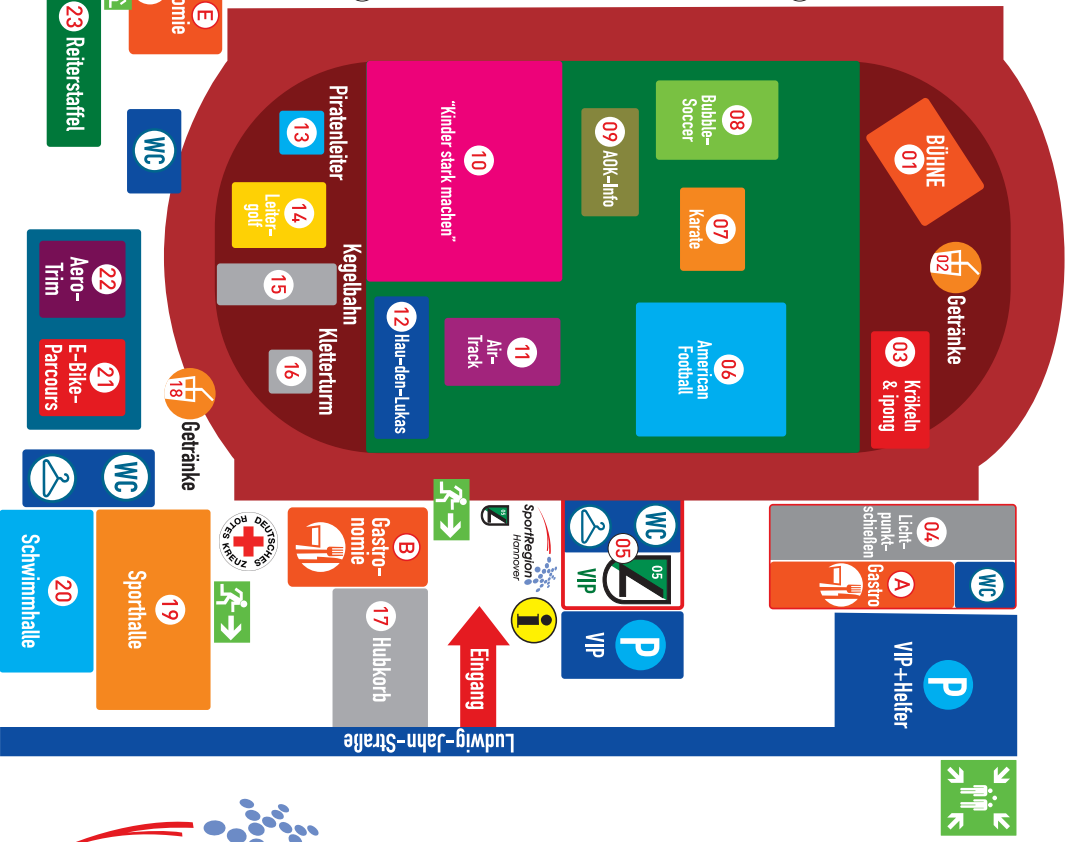 23 Reiterstaffel
E
omie
WC
22
Aero-
Trim
21
E-Bike-
Parcours
18
Getränke
WC
Piratenleiter
13
14
Leiter-
golf
Kegelbahn
15
Kletterturm
16
10
"Kinder stark machen"
12 Hau-den-Lukas
11
Air-
Track
09 AOK-Info
08
Bubble-
Soccer
07
Karate
06
American
Football
BÜHNE
01
02
Getränke
03 Krökeln
& ipong
20
Schwimmhalle
19
Sporthalle
DEUTSCHES
ROTES KREUZ
B
Gastro-
nomie
17 Hubkorb
SportRegion
Hannover
i
Eingang
WC
05
05
VIP
P
VIP
04
Licht-
punkt-
schießen
A
Gastro
WC
P
VIP+Helfer
Ludwig-Jahn-Straße